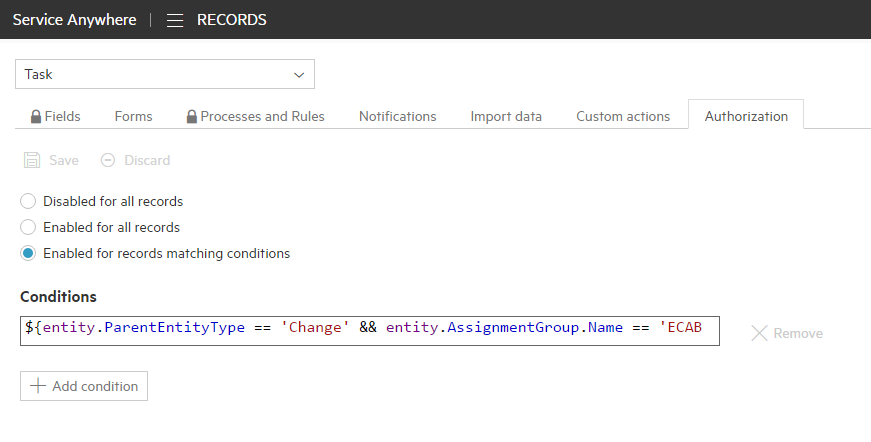 Service Anywhere | RECORDS
Task
Fields Forms Processes and Rules Notifications Import data Custom actions Authorization
Save Discard
Disabled for all records
Enabled for all records
Enabled for records matching conditions
Conditions
${entity.ParentEntityType == 'Change' && entity.AssignmentGroup.Name == 'ECAB
Remove
Add condition